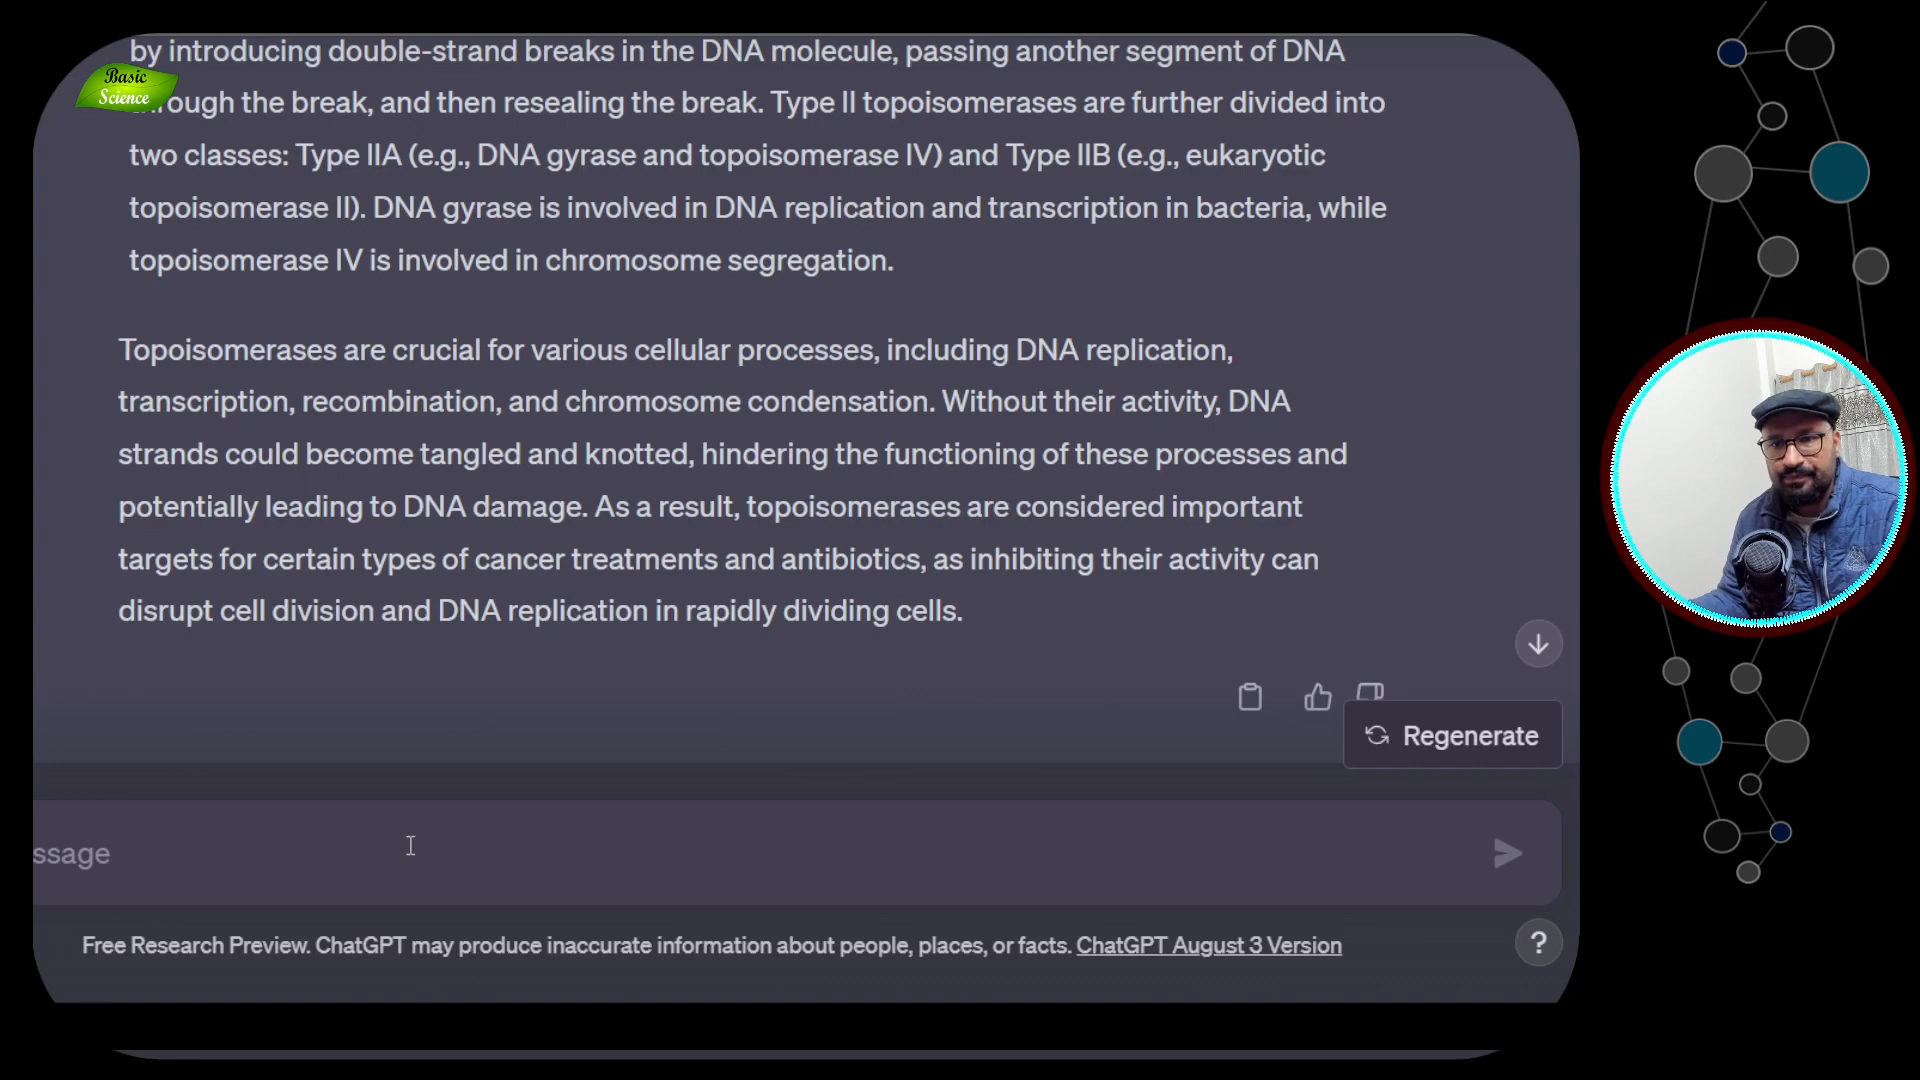 by introducing double-strand breaks in the DNA molecule, passing another segment of DNA
Basic
Science
rough the break, and then resealing the break. Type II topoisomerases are further divided into
two classes: Type IIA (e.g., DNA gyrase and topoisomerase IV) and Type IIB (e.g., eukaryotic
topoisomerase II). DNA gyrase is involved in DNA replication and transcription in bacteria, while
topoisomerase IV is involved in chromosome segregation.
Topoisomerases are crucial for various cellular processes, including DNA replication,
transcription, recombination, and chromosome condensation. Without their activity, DNA
strands could become tangled and knotted, hindering the functioning of these processes and
potentially leading to DNA damage. As a result, topoisomerases are considered important
targets for certain types of cancer treatments and antibiotics, as inhibiting their activity can
disrupt cell division and DNA replication in rapidly dividing cells.
Regenerate
ssage
Free Research Preview. ChatGPT may produce inaccurate information about people, places, or facts. ChatGPT August 3 Version
?